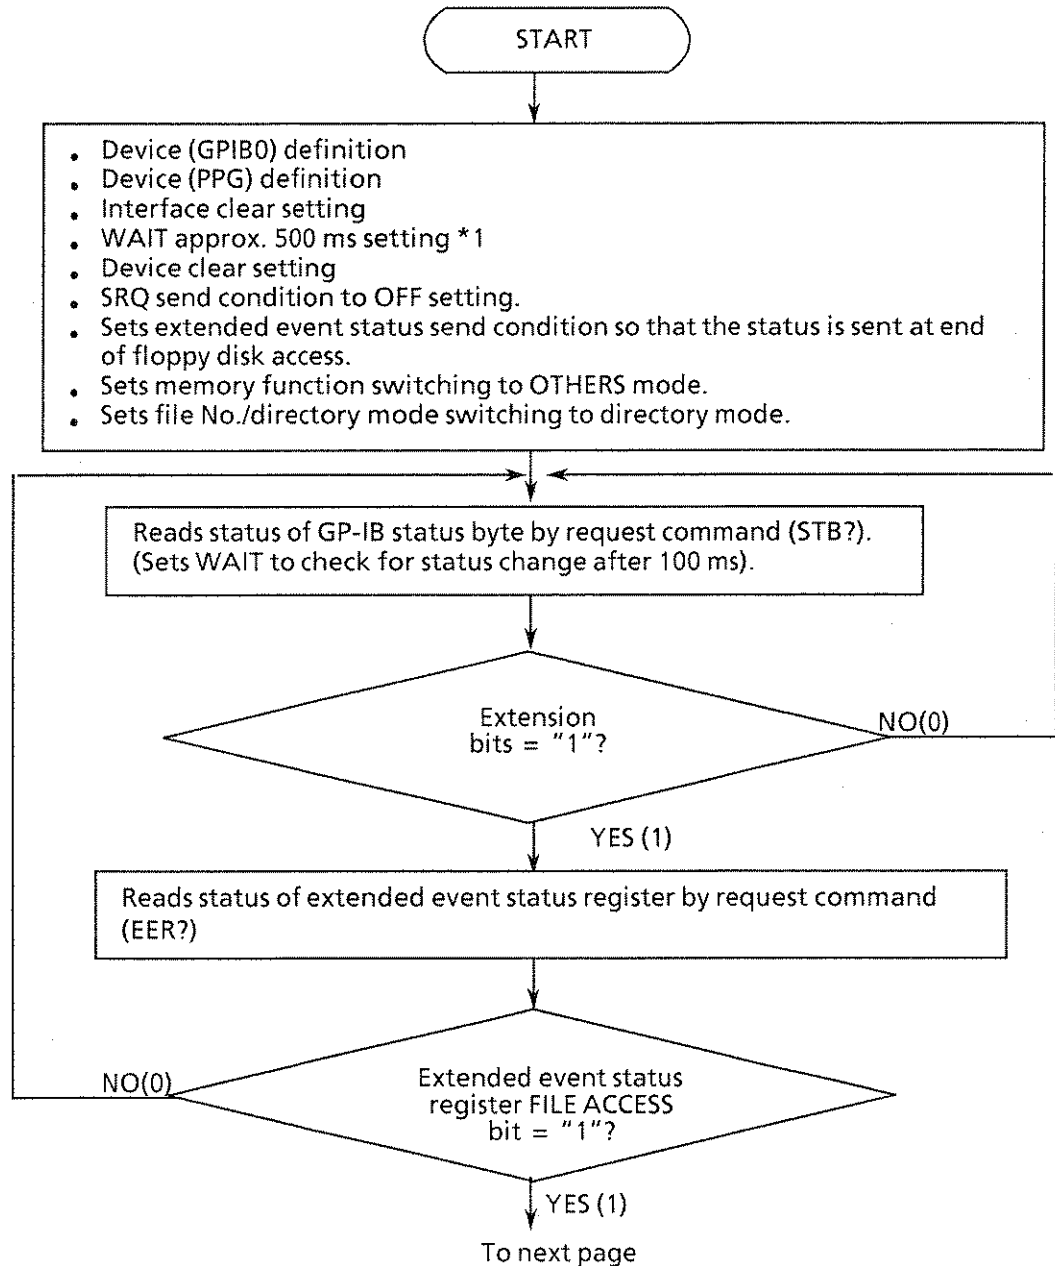 START
• Device (GPIB0) definition
• Device (PPG) definition
• Interface clear setting
• WAIT approx. 500 ms setting *1
• Device clear setting
• SRQ send condition to OFF setting.
• Sets extended event status send condition so that the status is sent at end
of floppy disk access.
• Sets memory function switching to OTHERS mode.
• Sets file No./directory mode switching to directory mode.
Reads status of GP-IB status byte by request command (STB?).
(Sets WAIT to check for status change after 100 ms).
Extension
bits = "1"?
NO(0)
YES (1)
Reads status of extended event status register by request command
(EER?)
NO(0)
Extended event status
register FILE ACCESS
bit = "1"?
YES (1)
To next page